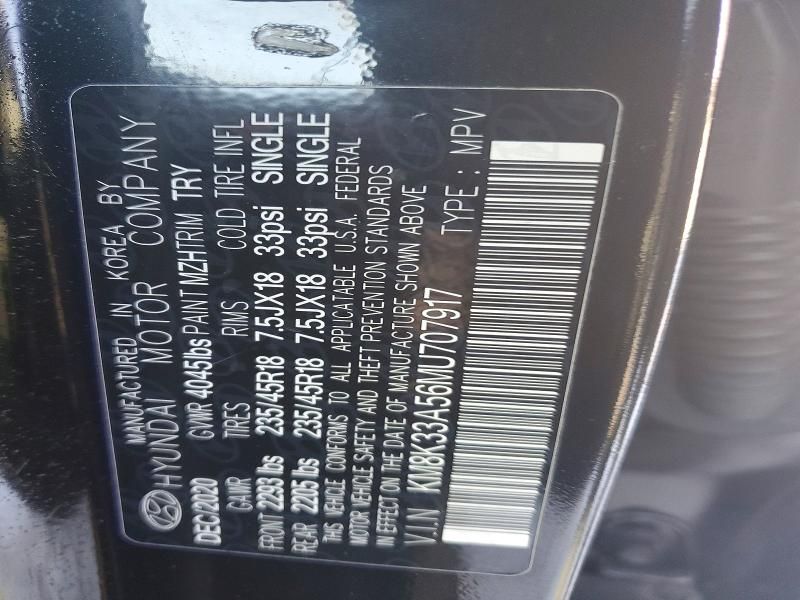 MANUFACTURED IN KOREA BY
HYUNDAI MOTOR COMPANY
DEC/2020 GVWR 4045lbs PAINT MZH TRIM TRY
GAWR TIRES RIMS COLD TIRE INFL
FRONT 2293 lbs 235/45R18 7.5JX18 33psi SINGLE
REAR 2205 lbs 235/45R18 7.5JX18 33psi SINGLE
THIS VEHICLE CONFORMS TO ALL APPLICATABLE U.S.A. FEDERAL
MOTOR VEHICLE SAFETY AND THEFT PREVENTION STANDARDS
IN EFFECT ON THE DATE OF MANUFACTURE SHOWN ABOVE
V.I.N KM8K33A56MU707917 TYPE : MPV